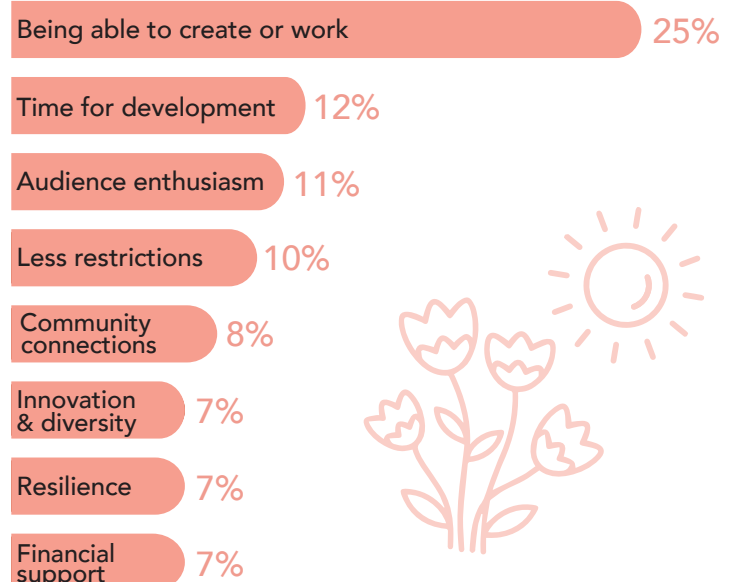 Being able to create or work 25%
Time for development 12%
Audience enthusiasm 11%
Less restrictions 10%
Community
connections 8%
Innovation
& diversity 7%
Resilience 7%
Financial
support 7%